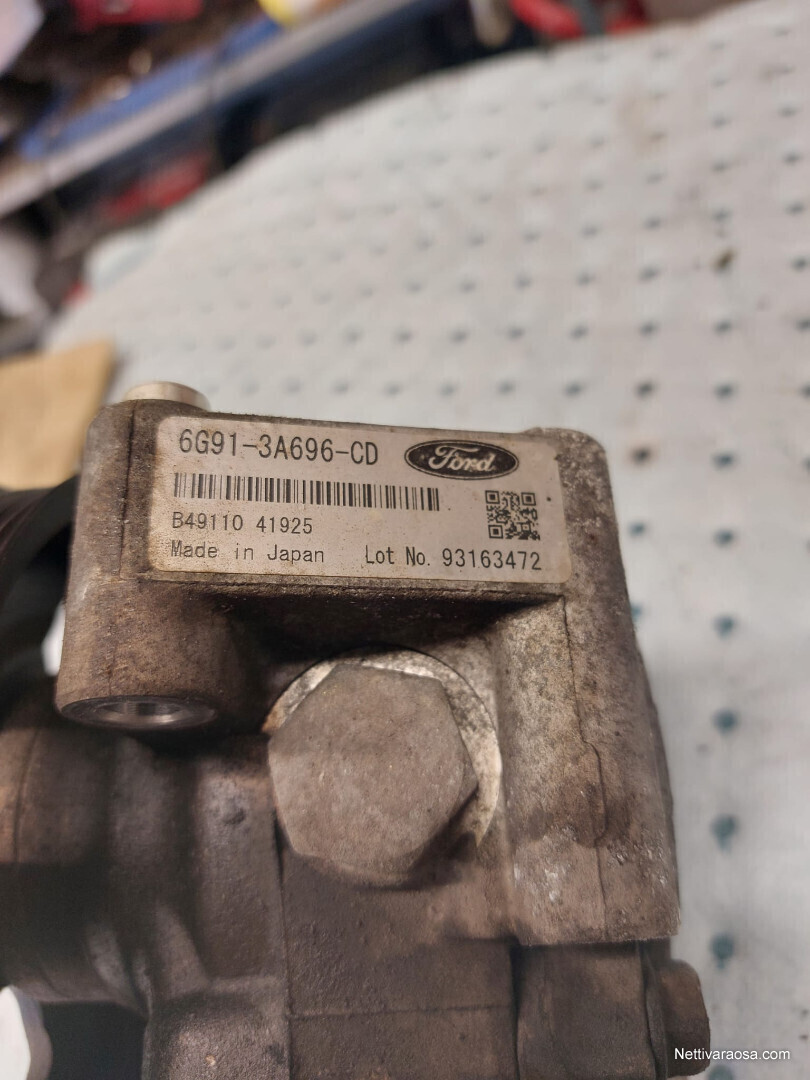 6G91-3A696-CD Ford
B49110 41925
Made in Japan Lot No. 93163472
Nettivaraosa.com